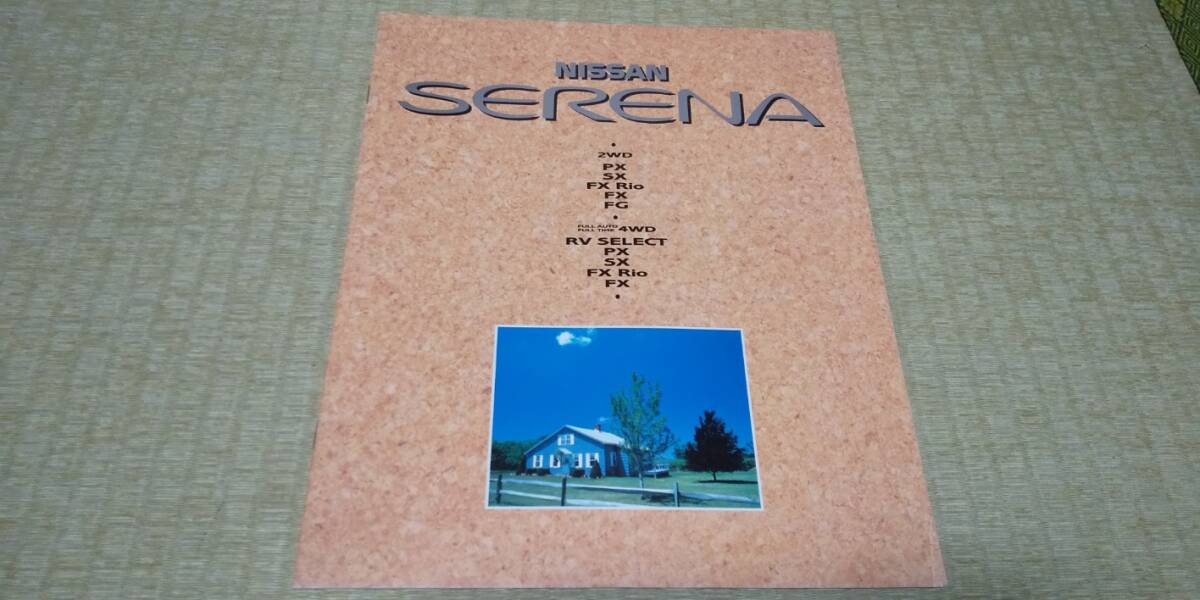 NISSAN
SERENA
2WD
PX
SX
FX Rio
FX
FG
FULL AUTO
FULL TIME 4WD
RV SELECT
PX
SX
FX Rio
FX